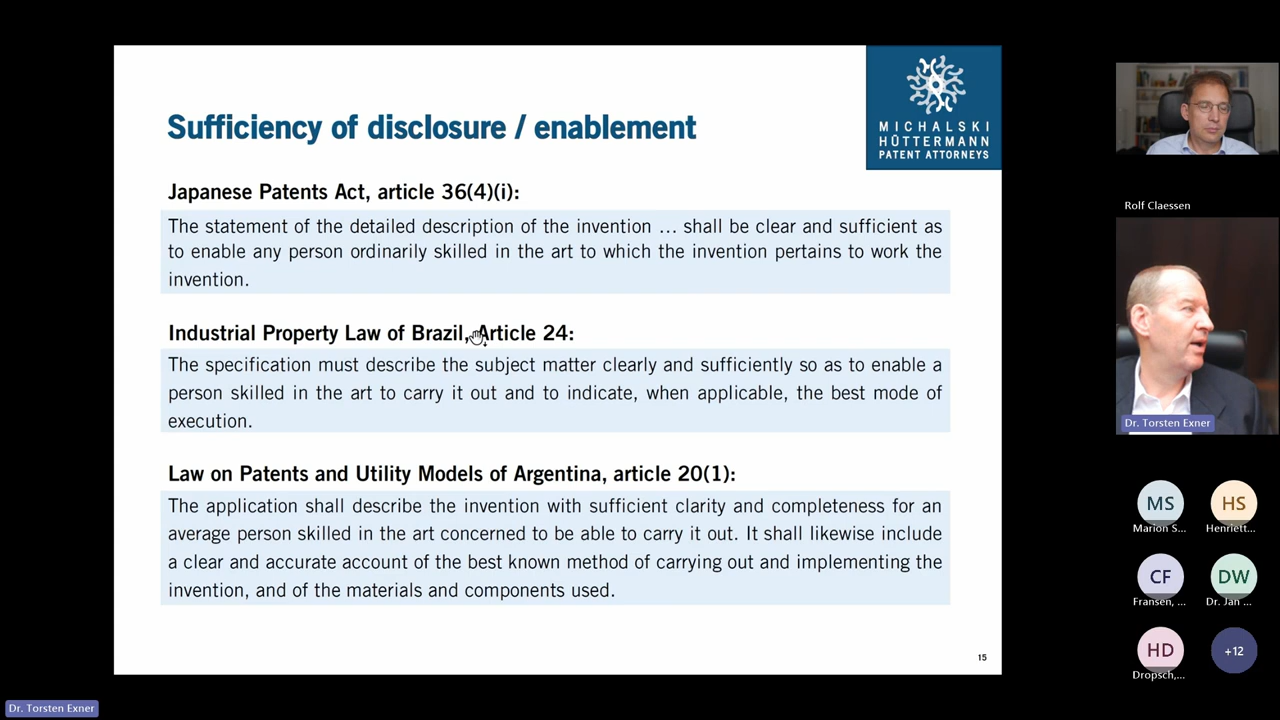 Sufficiency of disclosure / enablement
MICHALSKI
HÜTTERMANN
PATENT ATTORNEYS
Japanese Patents Act, article 36(4)(i):
The statement of the detailed description of the invention … shall be clear and sufficient as
to enable any person ordinarily skilled in the art to which the invention pertains to work the
invention.
Industrial Property Law of Brazil, Article 24:
The specification must describe the subject matter clearly and sufficiently so as to enable a
person skilled in the art to carry it out and to indicate, when applicable, the best mode of
execution.
Law on Patents and Utility Models of Argentina, article 20(1):
The application shall describe the invention with sufficient clarity and completeness for an
average person skilled in the art concerned to be able to carry it out. It shall likewise include
a clear and accurate account of the best known method of carrying out and implementing the
invention, and of the materials and components used.
15
Rolf Claessen
Dr. Torsten Exner
MS
Marion S...
HS
Henriett...
CF
Fransen, ...
DW
Dr. Jan ...
HD
Dropsch,...
+12
Dr. Torsten Exner